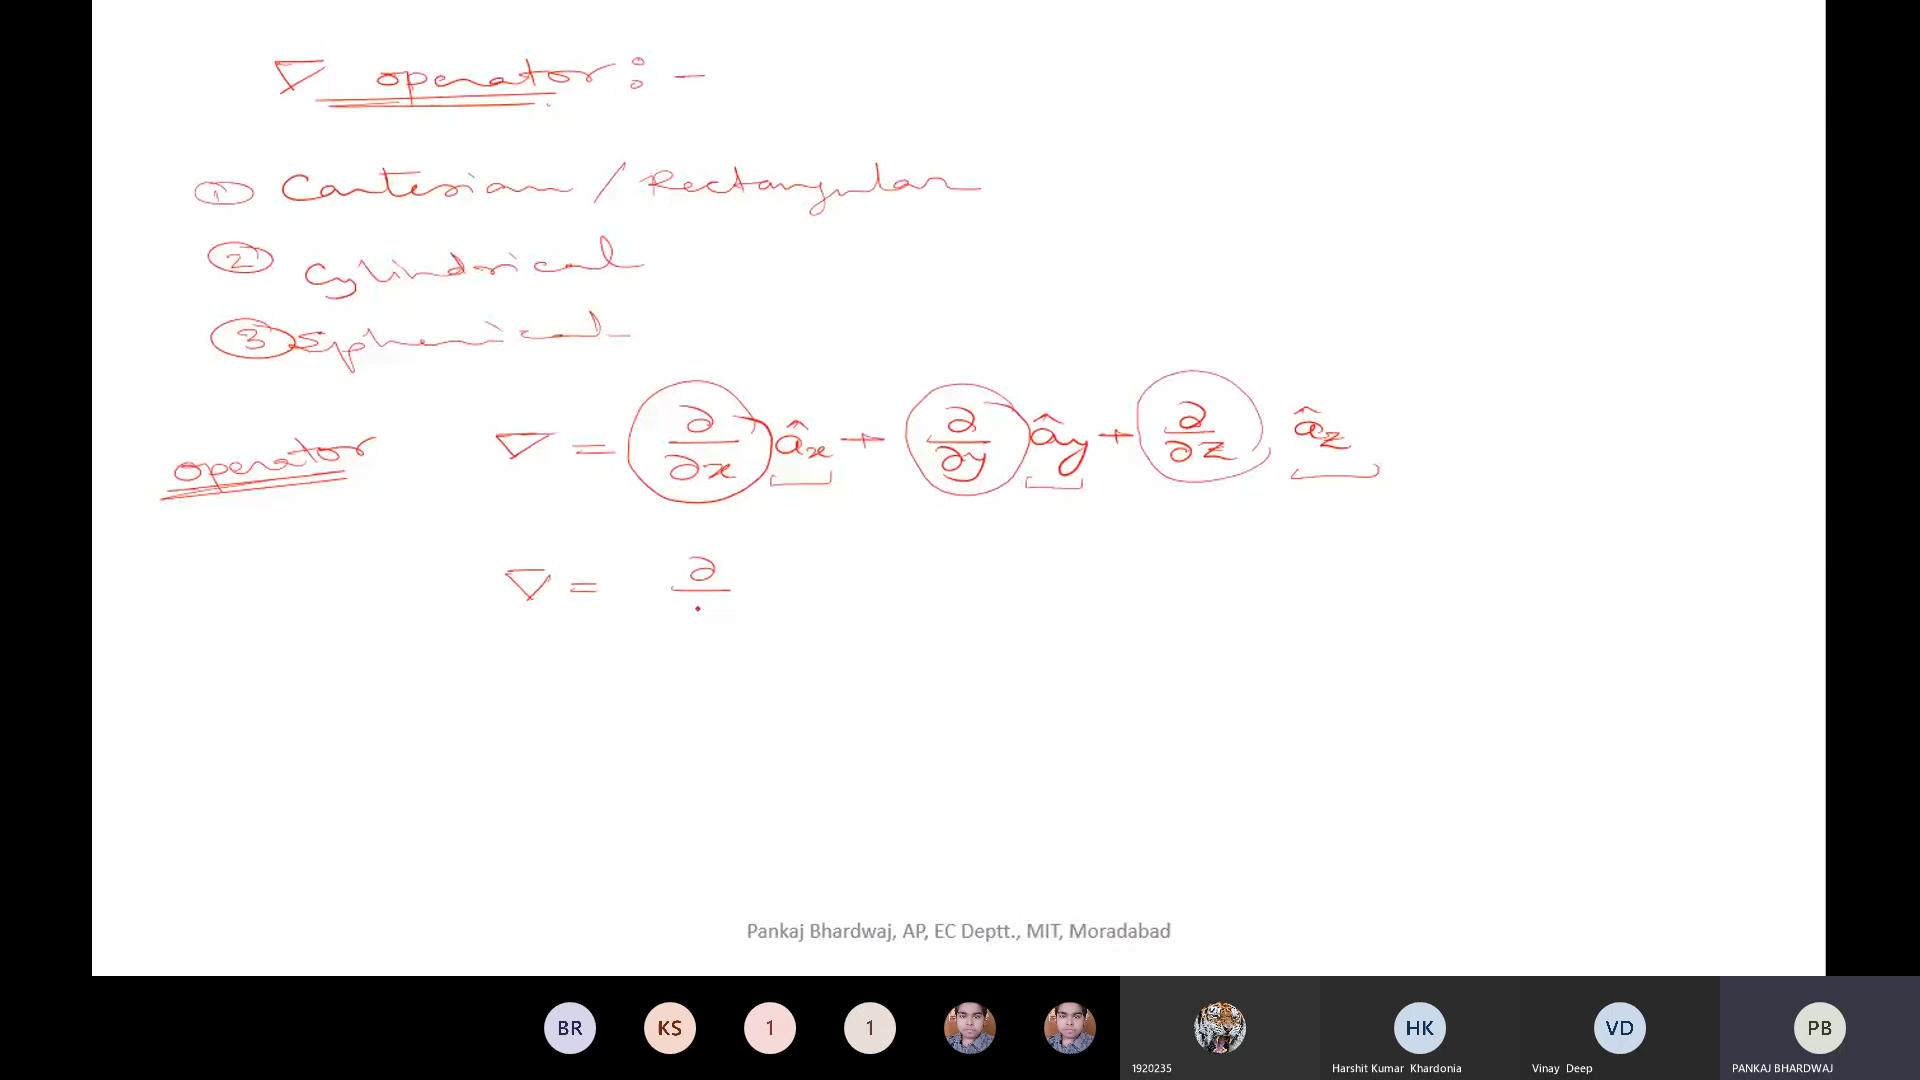 ∇ operator : -
① Cartesian / Rectangular
② Cylindrical
③ Spherical
operator ∇ = ∂/∂x âx + ∂/∂y ây + ∂/∂z âz
∇ = ∂
Pankaj Bhardwaj, AP, EC Deptt., MIT, Moradabad
BR KS 1 1 HK VD PB
1920235 Harshit Kumar Khardonia Vinay Deep PANKAJ BHARDWAJ